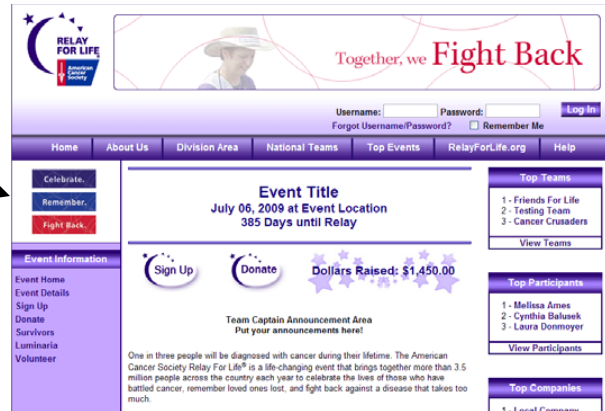 RELAY
FOR LIFE
American
Cancer
Society
Together, we Fight Back
Username: Password: Log In
Forgot Username/Password? Remember Me
Home About Us Division Area National Teams Top Events RelayForLife.org Help
Celebrate.
Remember.
Fight Back.
Event Information
Event Home
Event Details
Sign Up
Donate
Survivors
Luminaria
Volunteer
Event Title
July 06, 2009 at Event Location
385 Days until Relay
Sign Up Donate Dollars Raised: $1,450.00
Team Captain Announcement Area
Put your announcements here!
One in three people will be diagnosed with cancer during their lifetime. The American
Cancer Society Relay For Life® is a life-changing event that brings together more than 3.5
million people across the country each year to celebrate the lives of those who have
battled cancer, remember loved ones lost, and fight back against a disease that takes too
much.
Top Teams
1 - Friends For Life
2 - Testing Team
3 - Cancer Crusaders
View Teams
Top Participants
1 - Melissa Ames
2 - Cynthia Balusek
3 - Laura Donmoyer
View Participants
Top Companies
1 - Local Company